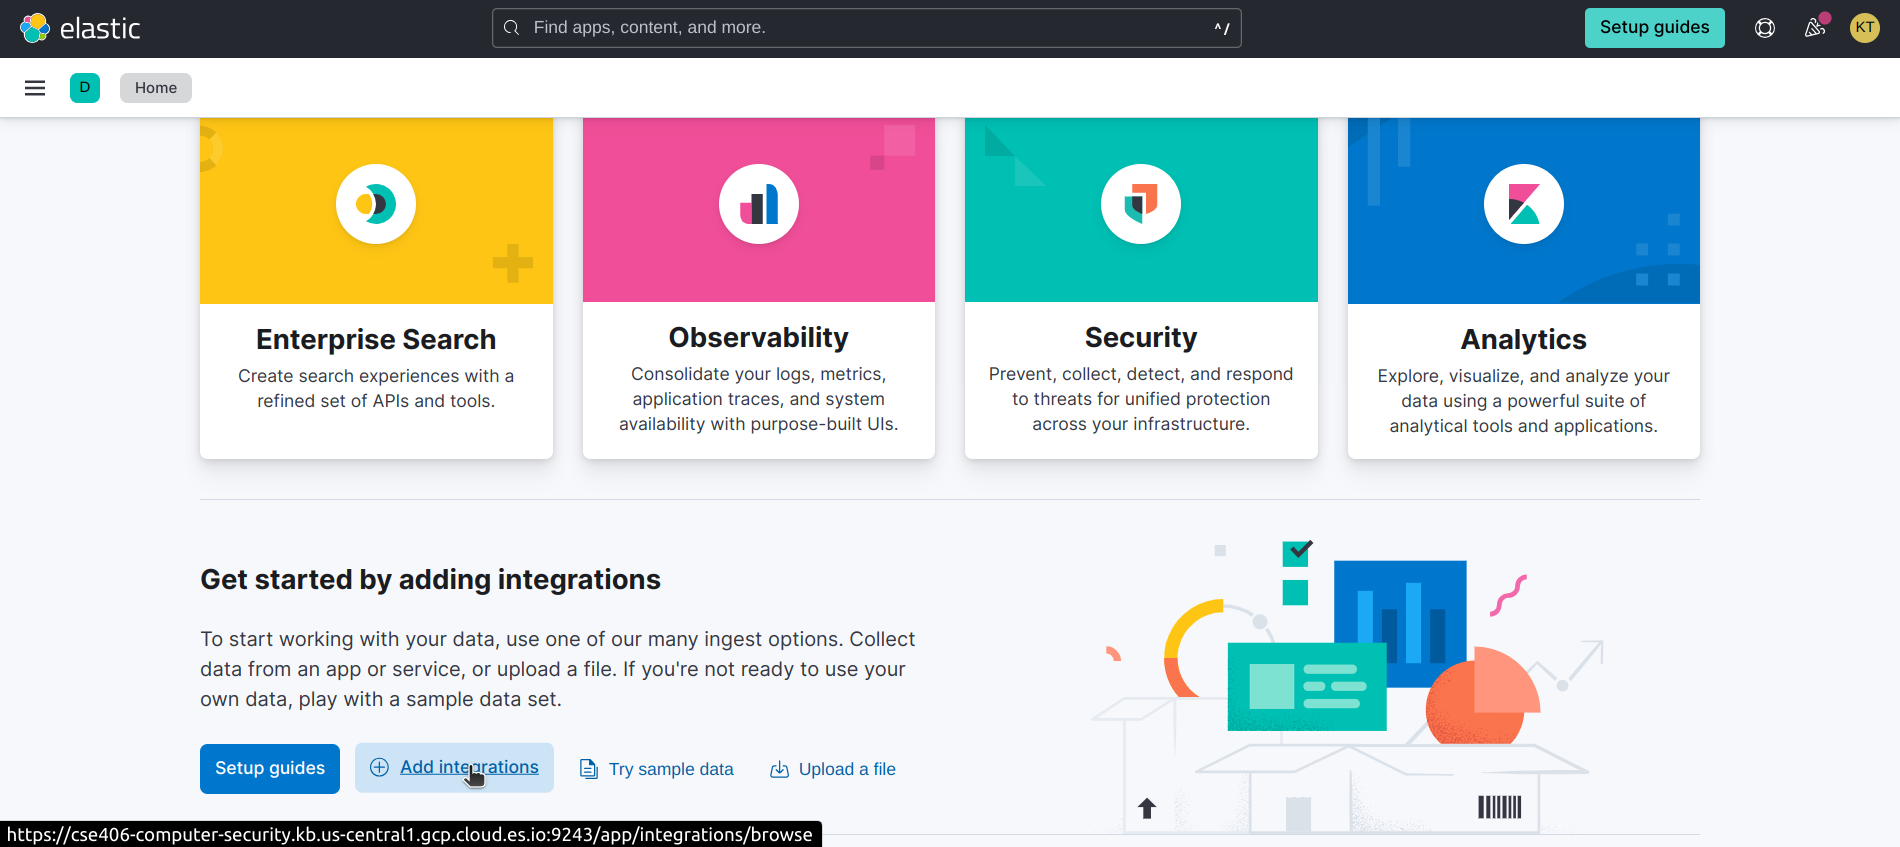 elastic
Find apps, content, and more.
^ /
Setup guides
KT
D
Home
Enterprise Search
Create search experiences with a
refined set of APIs and tools.
Observability
Consolidate your logs, metrics,
application traces, and system
availability with purpose-built UIs.
Security
Prevent, collect, detect, and respond
to threats for unified protection
across your infrastructure.
Analytics
Explore, visualize, and analyze your
data using a powerful suite of
analytical tools and applications.
Get started by adding integrations
To start working with your data, use one of our many ingest options. Collect
data from an app or service, or upload a file. If you're not ready to use your
own data, play with a sample data set.
Setup guides
Add integrations
Try sample data
Upload a file
https://cse406-computer-security.kb.us-central1.gcp.cloud.es.io:9243/app/integrations/browse